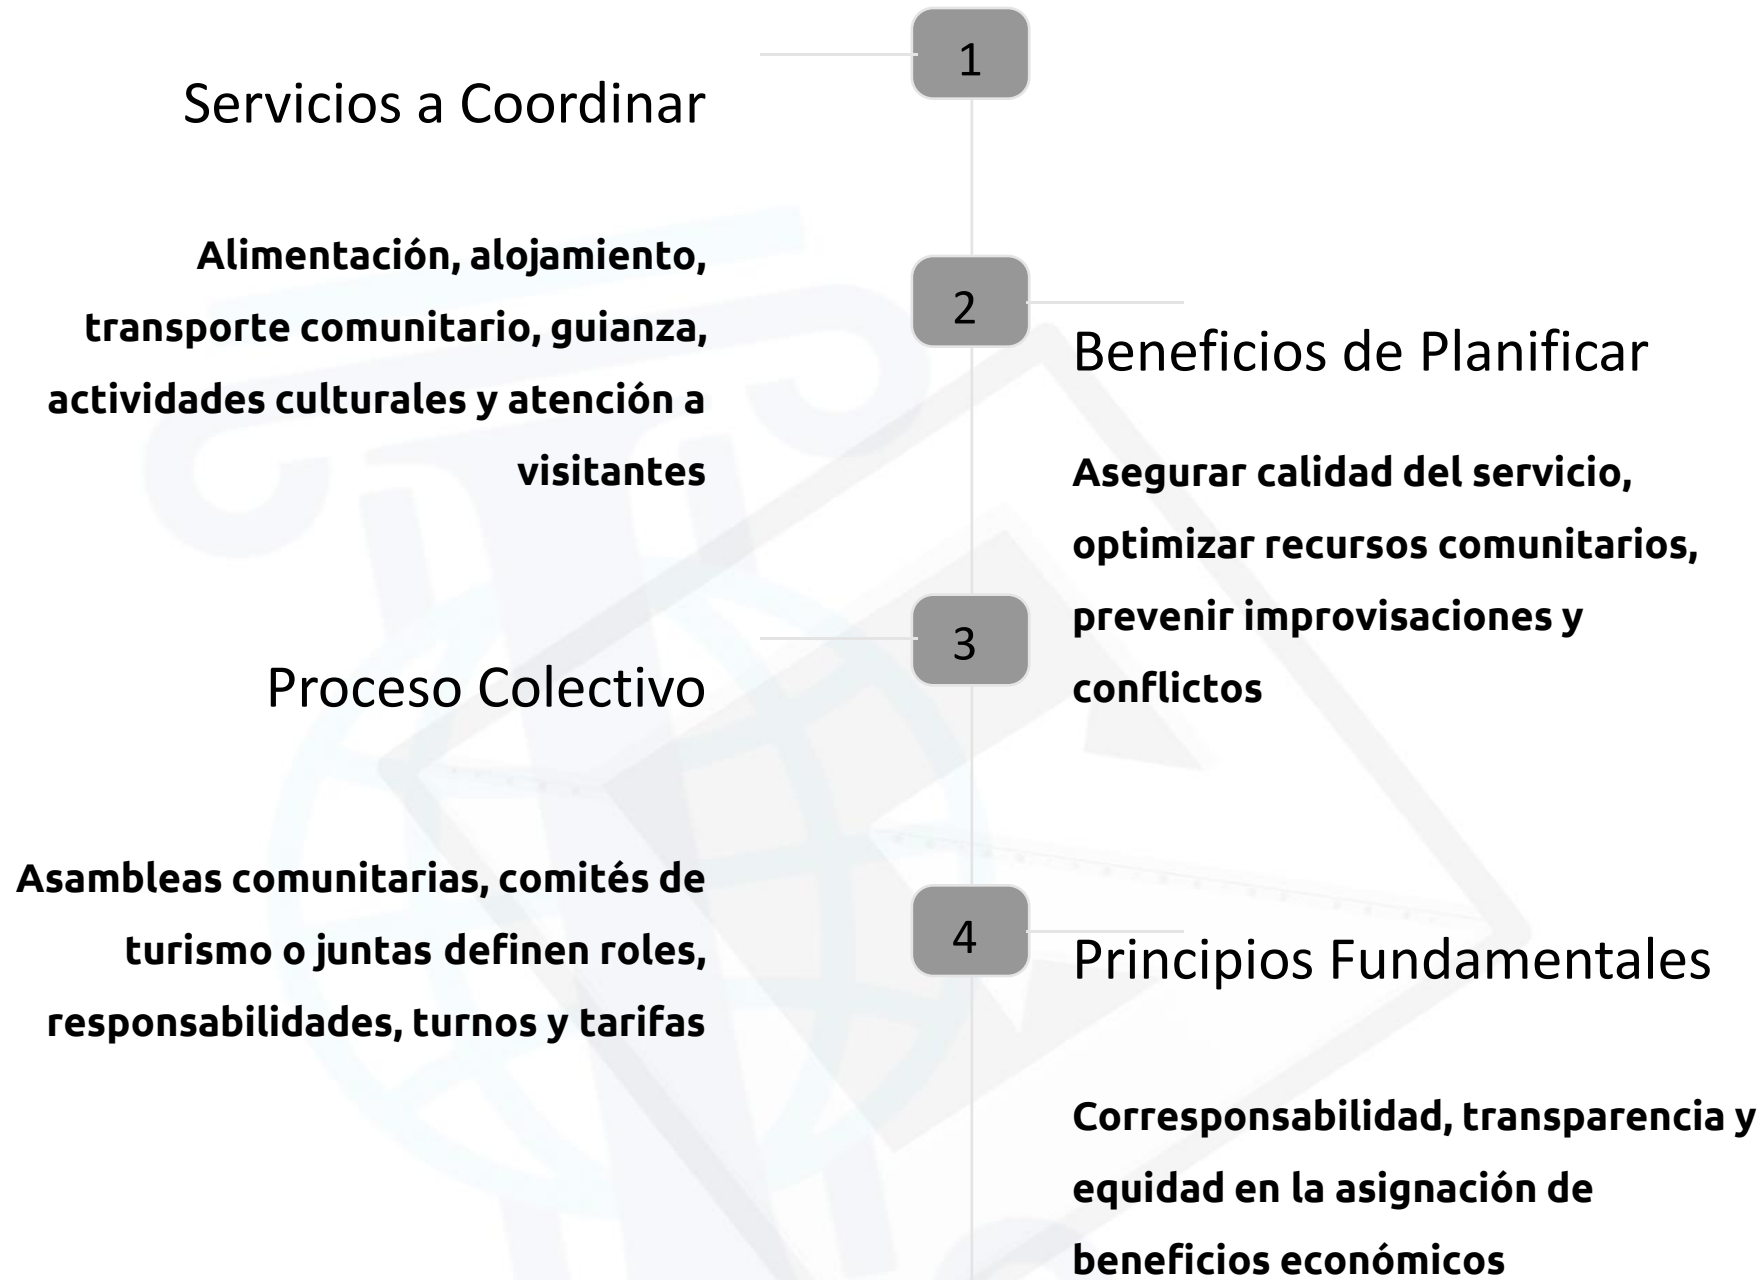 1
Servicios a Coordinar
Alimentación, alojamiento,
transporte comunitario, guianza,
actividades culturales y atención a
visitantes
2
Beneficios de Planificar
Asegurar calidad del servicio,
optimizar recursos comunitarios,
prevenir improvisaciones y
conflictos
3
Proceso Colectivo
Asambleas comunitarias, comités de
turismo o juntas definen roles,
responsabilidades, turnos y tarifas
4
Principios Fundamentales
Corresponsabilidad, transparencia y
equidad en la asignación de
beneficios económicos